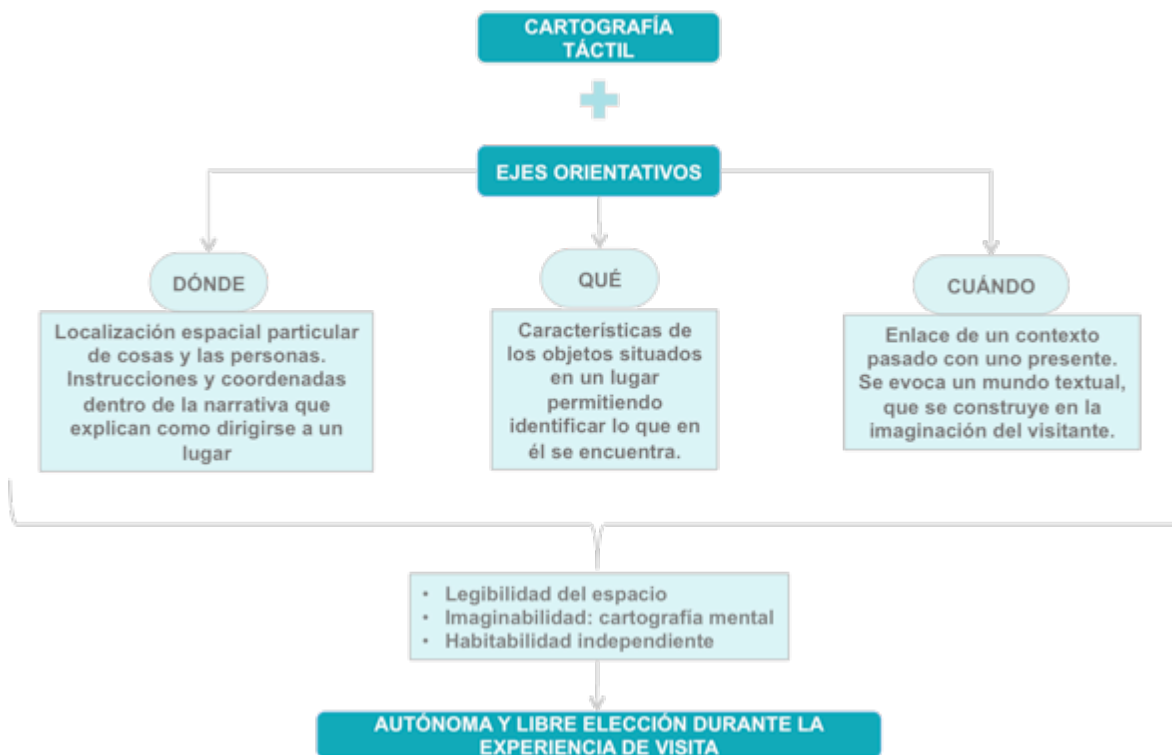 CARTOGRAFÍA
TÁCTIL
EJES ORIENTATIVOS
DÓNDE
Localización espacial particular
de cosas y las personas.
Instrucciones y coordenadas
dentro de la narrativa que
explican como dirigirse a un
lugar
QUÉ
Características de
los objetos situados
en un lugar
permitiendo
identificar lo que en
él se encuentra.
CUÁNDO
Enlace de un contexto
pasado con uno presente.
Se evoca un mundo textual,
que se construye en la
imaginación del visitante.
• Legibilidad del espacio
• Imaginabilidad: cartografía mental
• Habitabilidad independiente
AUTÓNOMA Y LIBRE ELECCIÓN DURANTE LA
EXPERIENCIA DE VISITA